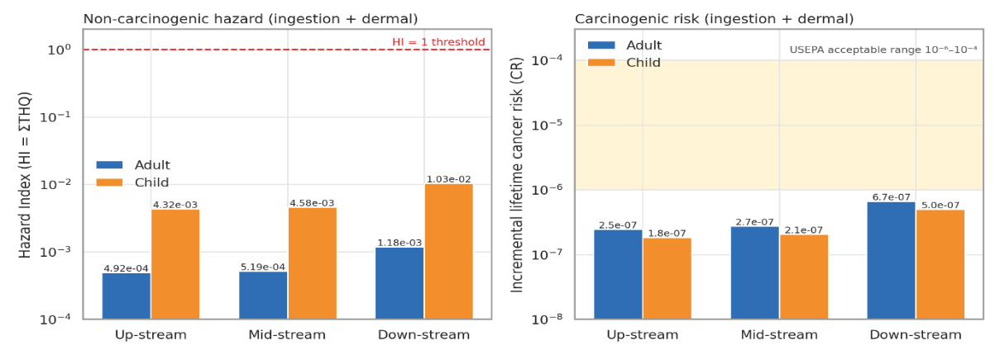 Non-carcinogenic hazard (ingestion + dermal)
Hazard Index (HI = ΣTHQ)
10⁰
10⁻¹
10⁻²
10⁻³
10⁻⁴
HI = 1 threshold
Adult
Child
4.92e-04
4.32e-03
5.19e-04
4.58e-03
1.18e-03
1.03e-02
Up-stream
Mid-stream
Down-stream
Carcinogenic risk (ingestion + dermal)
Incremental lifetime cancer risk (CR)
10⁻⁴
10⁻⁵
10⁻⁶
10⁻⁷
10⁻⁸
Adult
Child
USEPA acceptable range 10⁻⁶–10⁻⁴
2.5e-07
1.8e-07
2.7e-07
2.1e-07
6.7e-07
5.0e-07
Up-stream
Mid-stream
Down-stream